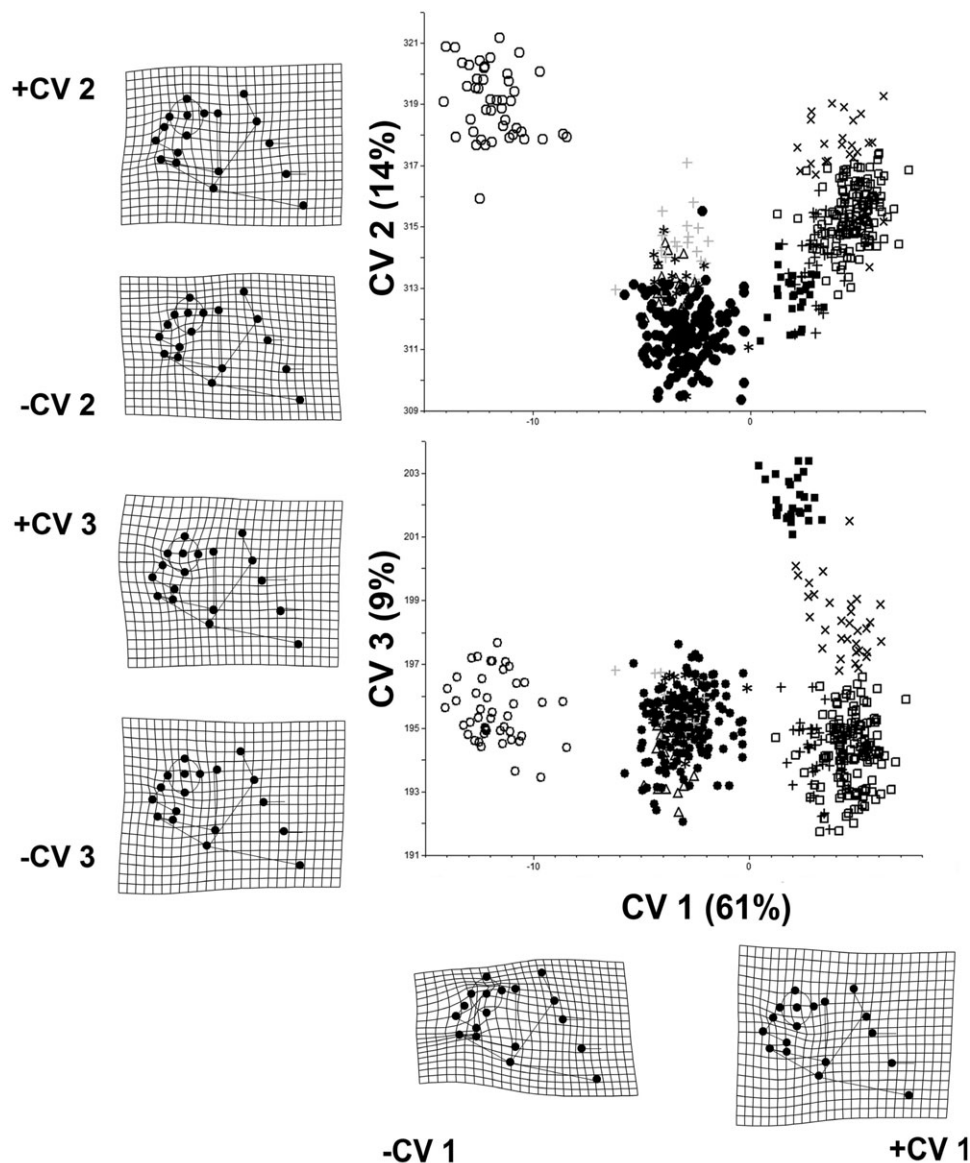 +CV 2
-CV 2
+CV 3
-CV 3
CV 2 (14%)
321
319
317
315
313
311
309
-10
0
CV 3 (9%)
203
201
199
197
195
193
191
-10
0
CV 1 (61%)
-CV 1
+CV 1